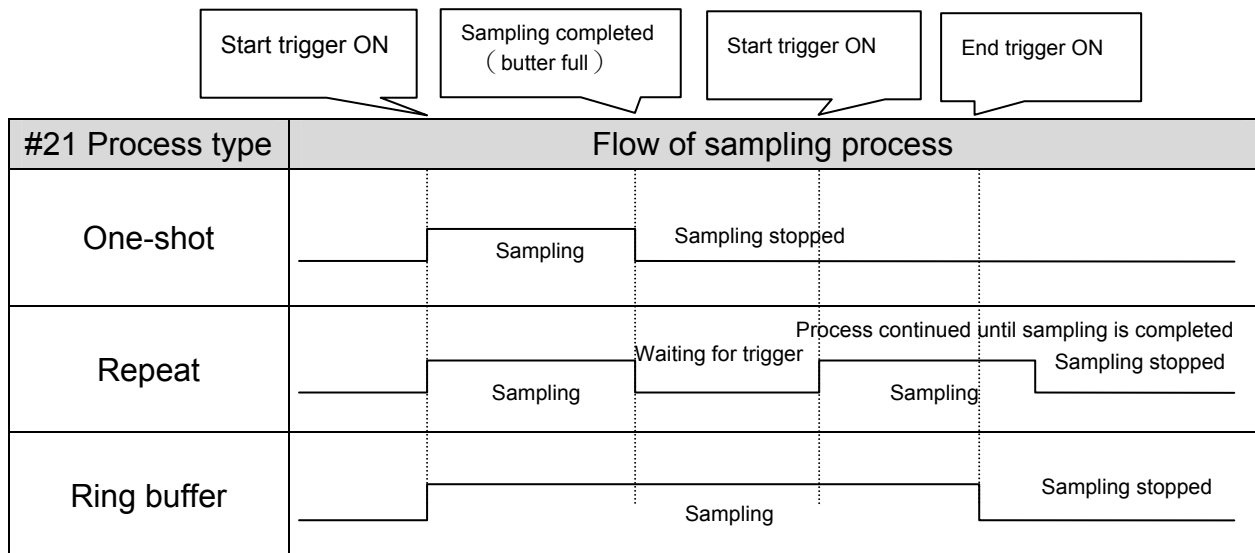 Start trigger ON
Sampling completed
（butter full）
Start trigger ON
End trigger ON
#21 Process type
Flow of sampling process
One-shot
Sampling
Sampling stopped
Repeat
Sampling
Waiting for trigger
Process continued until sampling is completed
Sampling
Sampling stopped
Ring buffer
Sampling
Sampling stopped